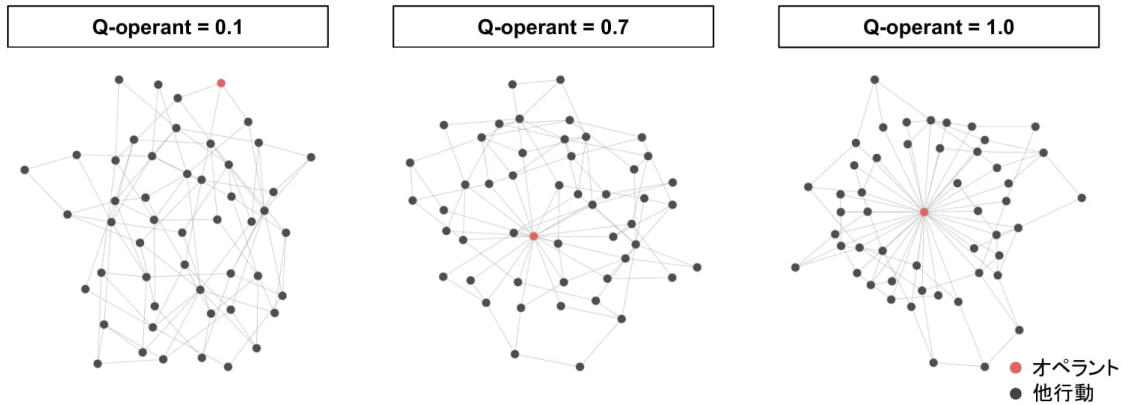 Q-operant = 0.1
Q-operant = 0.7
Q-operant = 1.0
オペラント
他行動